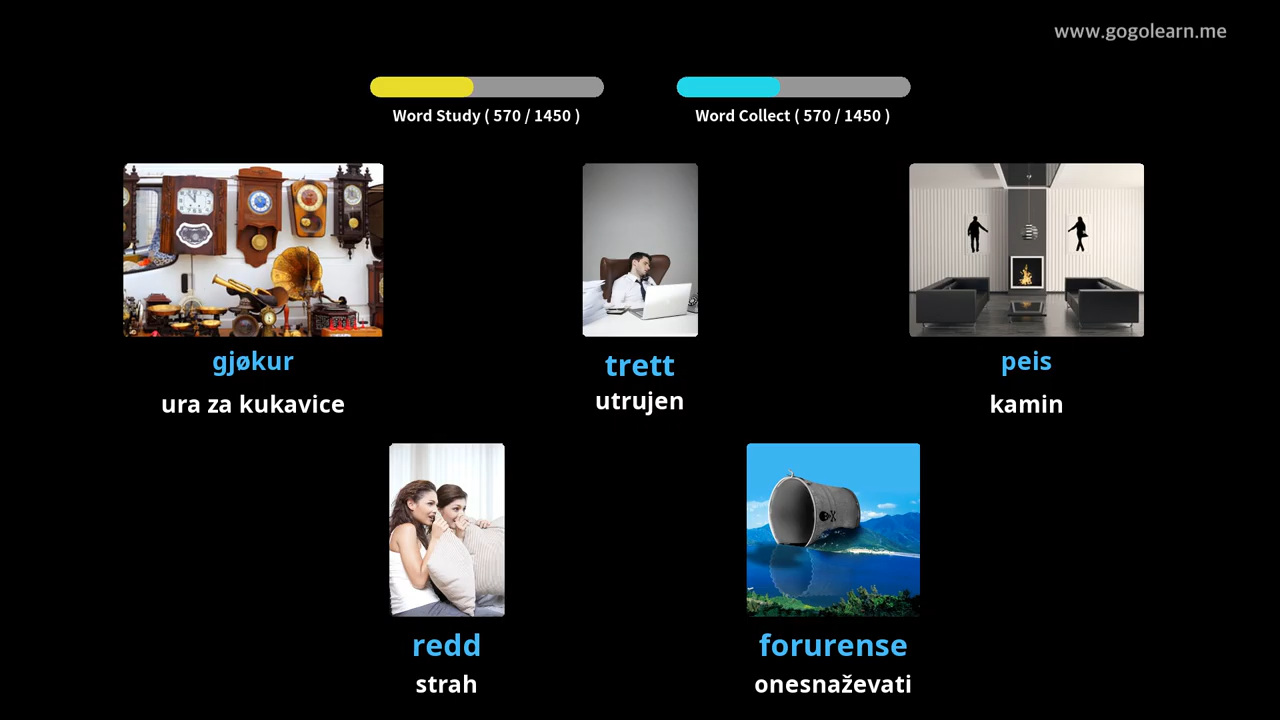 www.gogolearn.me
Word Study ( 570 / 1450 )
Word Collect ( 570 / 1450 )
gjøkur
ura za kukavice
trett
utrujen
peis
kamin
redd
strah
forurense
onesnaževati